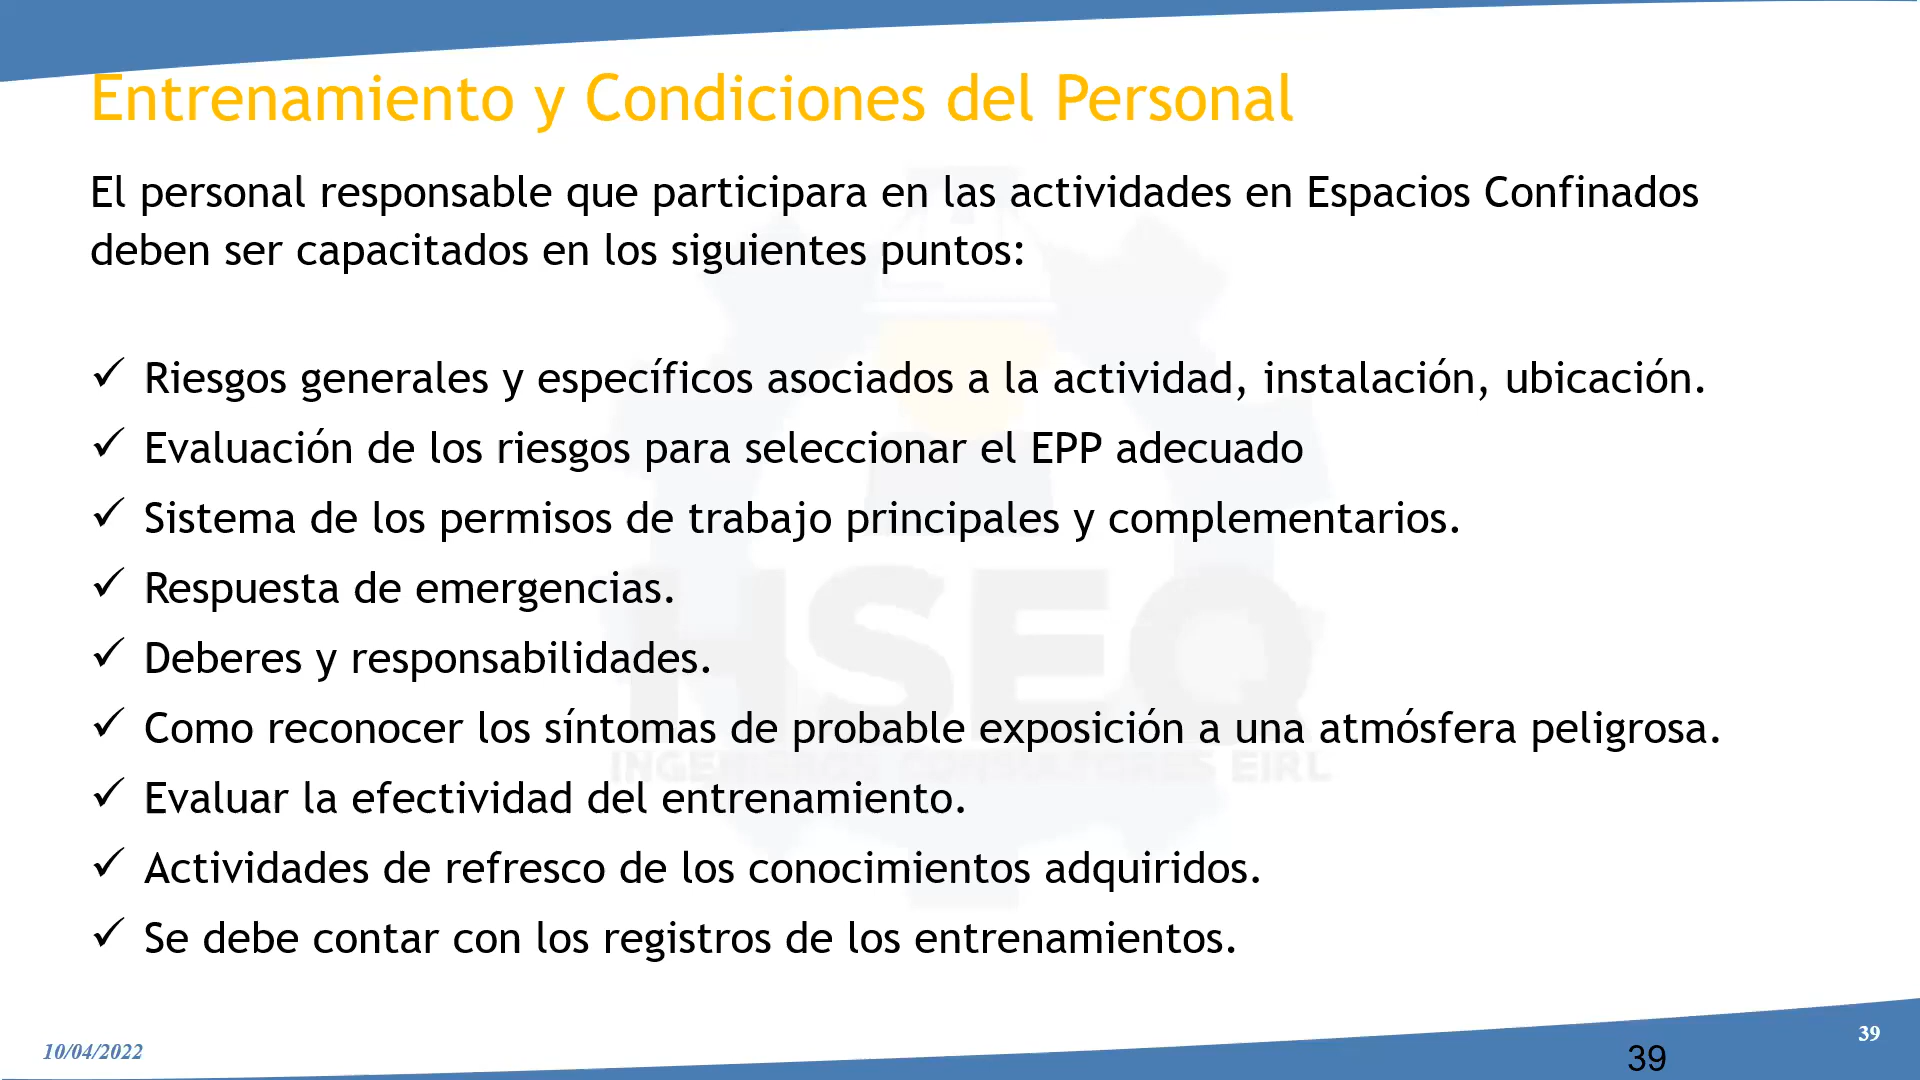 Entrenamiento y Condiciones del Personal
El personal responsable que participara en las actividades en Espacios Confinados
deben ser capacitados en los siguientes puntos:
✓ Riesgos generales y específicos asociados a la actividad, instalación, ubicación.
✓ Evaluación de los riesgos para seleccionar el EPP adecuado
✓ Sistema de los permisos de trabajo principales y complementarios.
✓ Respuesta de emergencias.
✓ Deberes y responsabilidades.
✓ Como reconocer los síntomas de probable exposición a una atmósfera peligrosa.
✓ Evaluar la efectividad del entrenamiento.
✓ Actividades de refresco de los conocimientos adquiridos.
✓ Se debe contar con los registros de los entrenamientos.
HSEQ
INGENIEROS CONSULTORES EIRL
10/04/2022
39
39